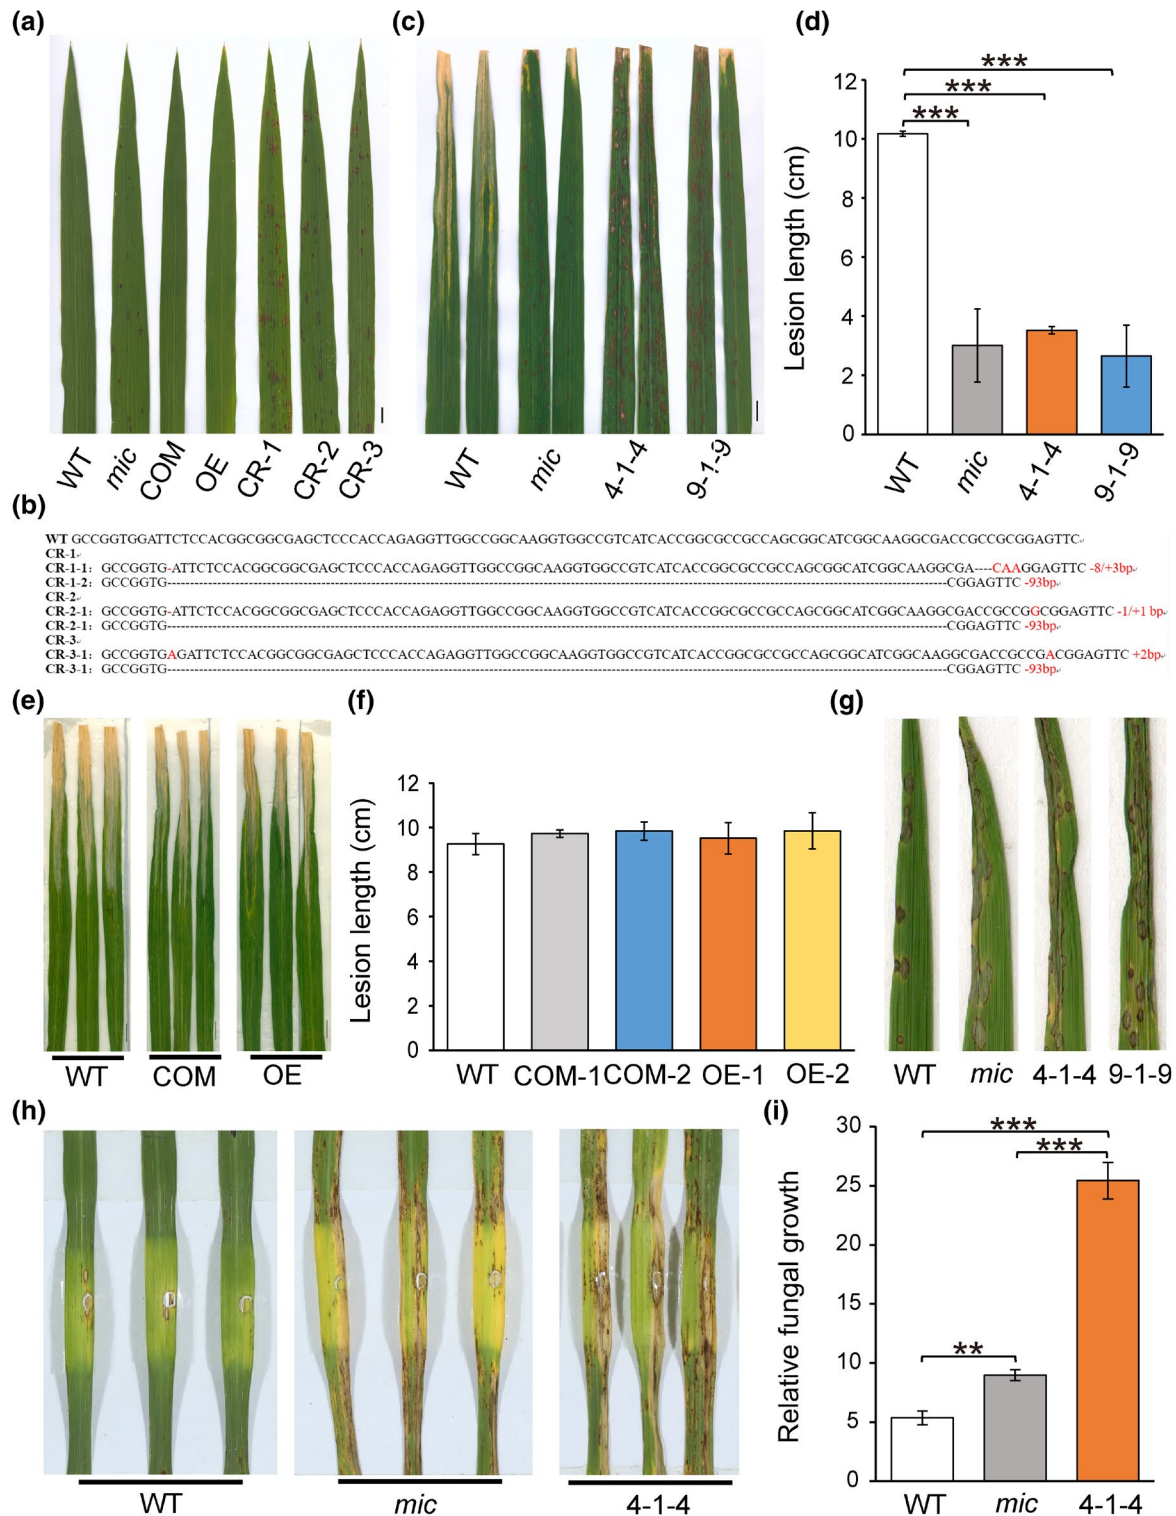 (a)
WT
mic
COM
OE
CR-1
CR-2
CR-3
(c)
WT
mic
4-1-4
9-1-9
(d)
Lesion length (cm)
12
10
8
6
4
2
0
***
***
***
WT
mic
4-1-4
9-1-9
(b)
WT GCCGGTGGATTCTCCACGGCGGCGAGCTCCCACCAGAGGTTGGCCGGCAAGGTGGCCGTCATCACCGGCGCCGCCAGCGGCATCGGCAAGGCGACCGCCGCGGAGTTC
CR-1
CR-1-1: GCCGGTG-ATTCTCCACGGCGGCGAGCTCCCACCAGAGGTTGGCCGGCAAGGTGGCCGTCATCACCGGCGCCGCCAGCGGCATCGGCAAGGCGA----CAAGGAGTTC -8/+3bp
CR-1-2: GCCGGTG---------------------------------------------------------------------------------------------CGGAGTTC -93bp
CR-2
CR-2-1: GCCGGTG-ATTCTCCACGGCGGCGAGCTCCCACCAGAGGTTGGCCGGCAAGGTGGCCGTCATCACCGGCGCCGCCAGCGGCATCGGCAAGGCGACCGCCGGCGGAGTTC -1/+1 bp
CR-2-1: GCCGGTG---------------------------------------------------------------------------------------------CGGAGTTC -93bp
CR-3
CR-3-1: GCCGGTGAGATTCTCCACGGCGGCGAGCTCCCACCAGAGGTTGGCCGGCAAGGTGGCCGTCATCACCGGCGCCGCCAGCGGCATCGGCAAGGCGACCGCCGACGGAGTTC +2bp
CR-3-1: GCCGGTG---------------------------------------------------------------------------------------------CGGAGTTC -93bp
(e)
WT
COM
OE
(f)
Lesion length (cm)
12
10
8
6
4
2
0
WT
COM-1
COM-2
OE-1
OE-2
(g)
WT
mic
4-1-4
9-1-9
(h)
WT
mic
4-1-4
(i)
Relative fungal growth
30
25
20
15
10
5
0
***
***
**
WT
mic
4-1-4